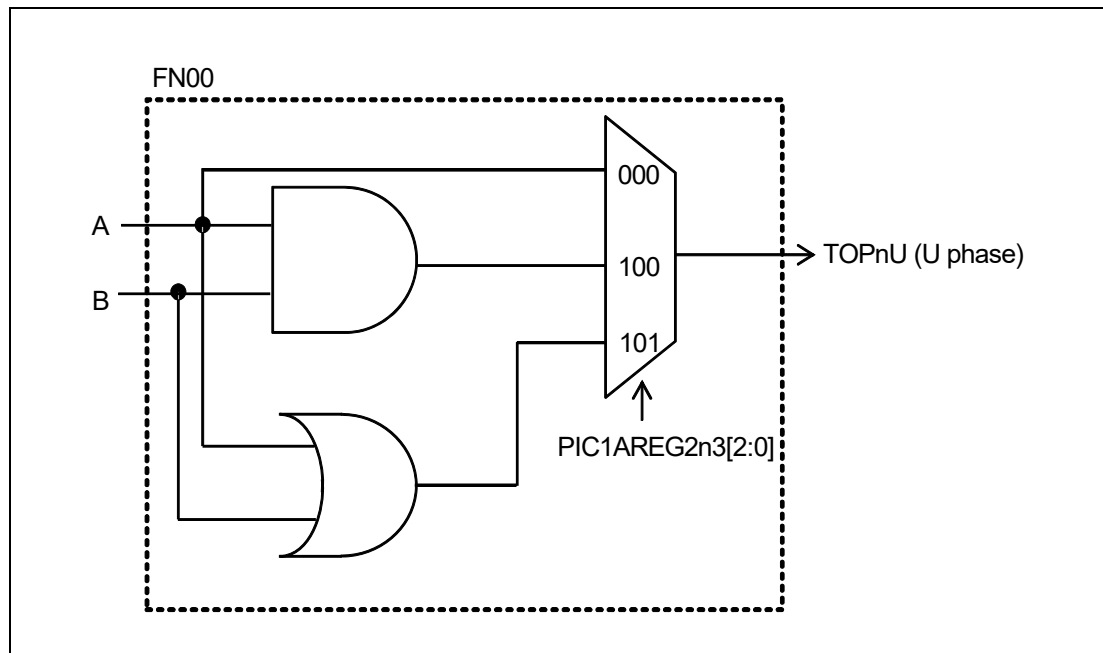 FN00
000
A
TOPnU (U phase)
100
B
101
PIC1AREG2n3[2:0]